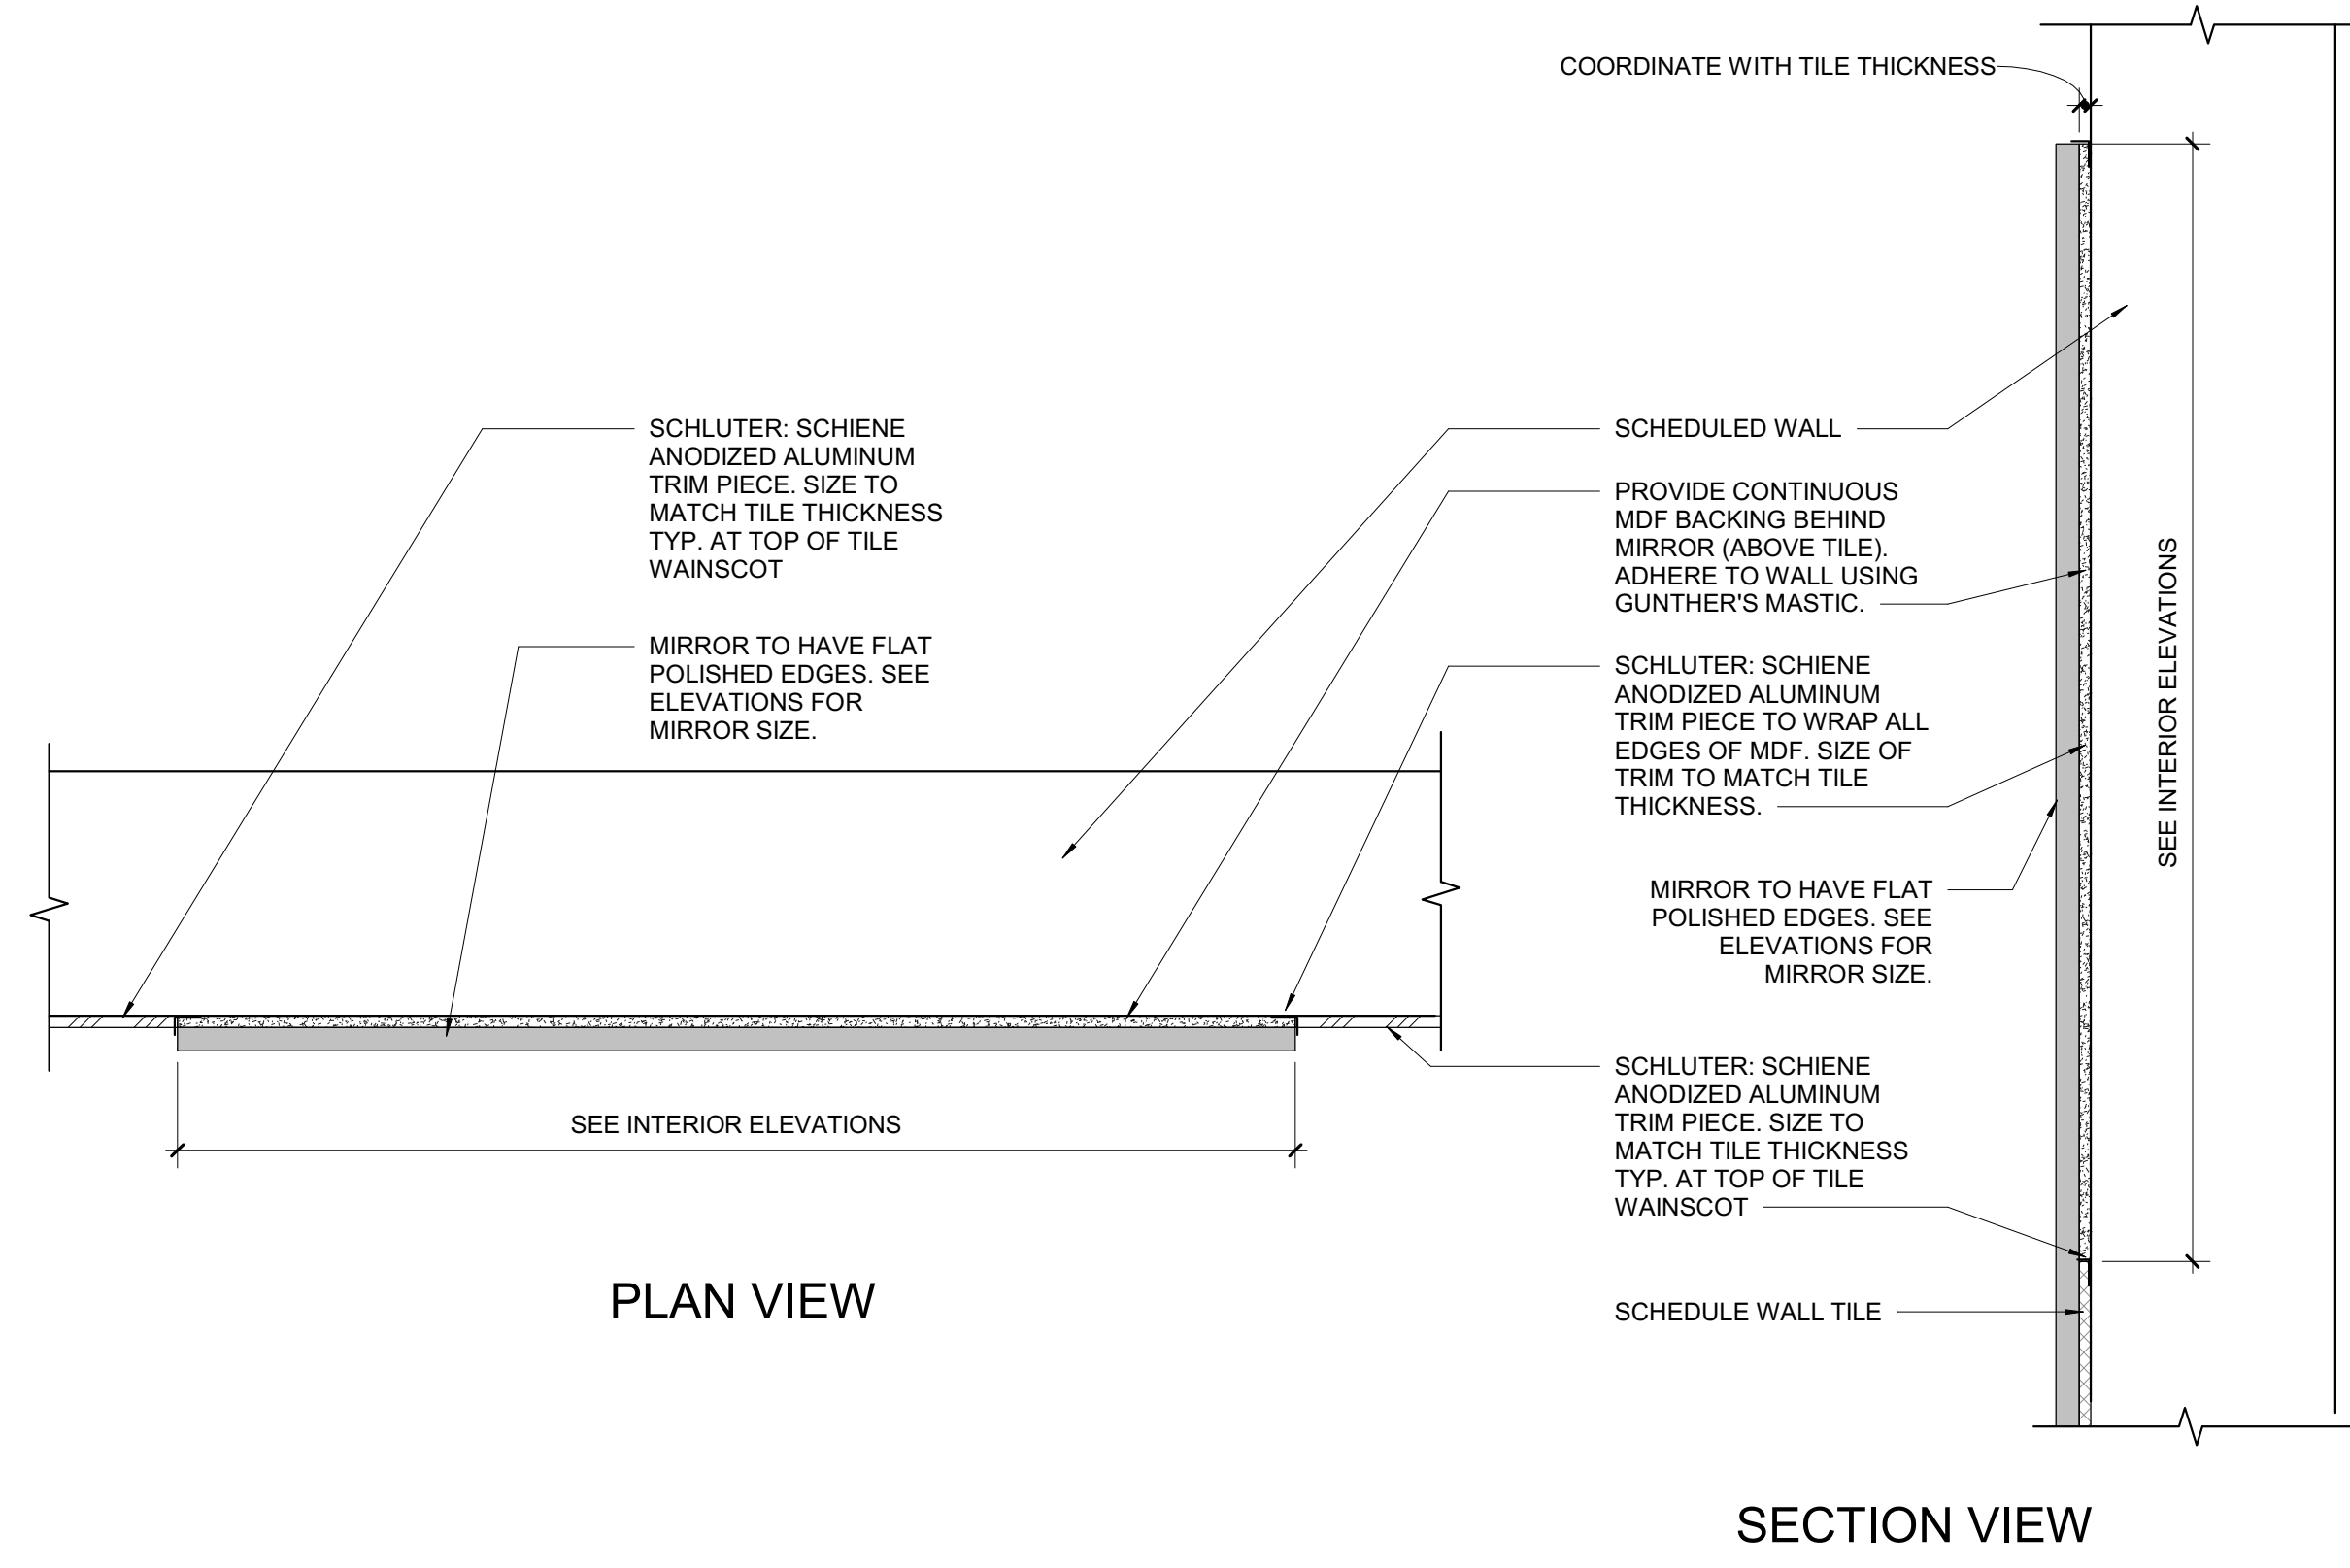 COORDINATE WITH TILE THICKNESS
SCHLUTER: SCHIENE
ANODIZED ALUMINUM
TRIM PIECE. SIZE TO
MATCH TILE THICKNESS
TYP. AT TOP OF TILE
WAINSCOT
MIRROR TO HAVE FLAT
POLISHED EDGES. SEE
ELEVATIONS FOR
MIRROR SIZE.
SEE INTERIOR ELEVATIONS
PLAN VIEW
SCHEDULED WALL
PROVIDE CONTINUOUS
MDF BACKING BEHIND
MIRROR (ABOVE TILE).
ADHERE TO WALL USING
GUNTHER'S MASTIC.
SCHLUTER: SCHIENE
ANODIZED ALUMINUM
TRIM PIECE TO WRAP ALL
EDGES OF MDF. SIZE OF
TRIM TO MATCH TILE
THICKNESS.
MIRROR TO HAVE FLAT
POLISHED EDGES. SEE
ELEVATIONS FOR
MIRROR SIZE.
SCHLUTER: SCHIENE
ANODIZED ALUMINUM
TRIM PIECE. SIZE TO
MATCH TILE THICKNESS
TYP. AT TOP OF TILE
WAINSCOT
SCHEDULE WALL TILE
SEE INTERIOR ELEVATIONS
SECTION VIEW